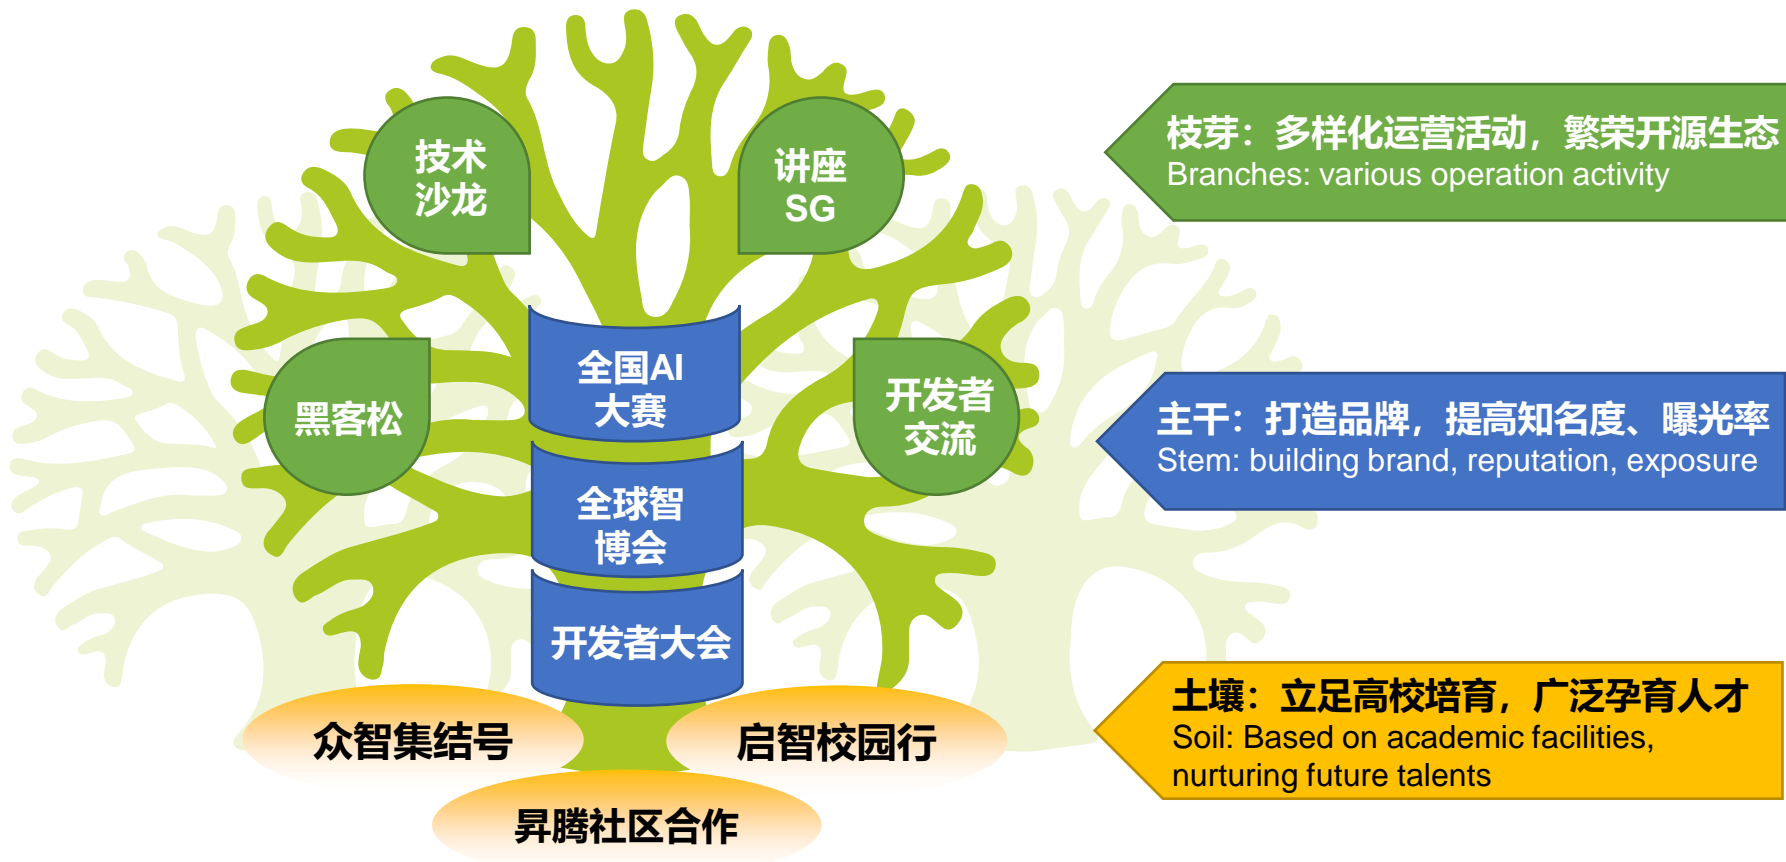 技术
沙龙
讲座
SG
黑客松
开发者
交流
全国AI
大赛
全球智
博会
开发者大会
众智集结号
启智校园行
昇腾社区合作
枝芽：多样化运营活动，繁荣开源生态
Branches: various operation activity
主干：打造品牌，提高知名度、曝光率
Stem: building brand, reputation, exposure
土壤：立足高校培育，广泛孕育人才
Soil: Based on academic facilities,
nurturing future talents